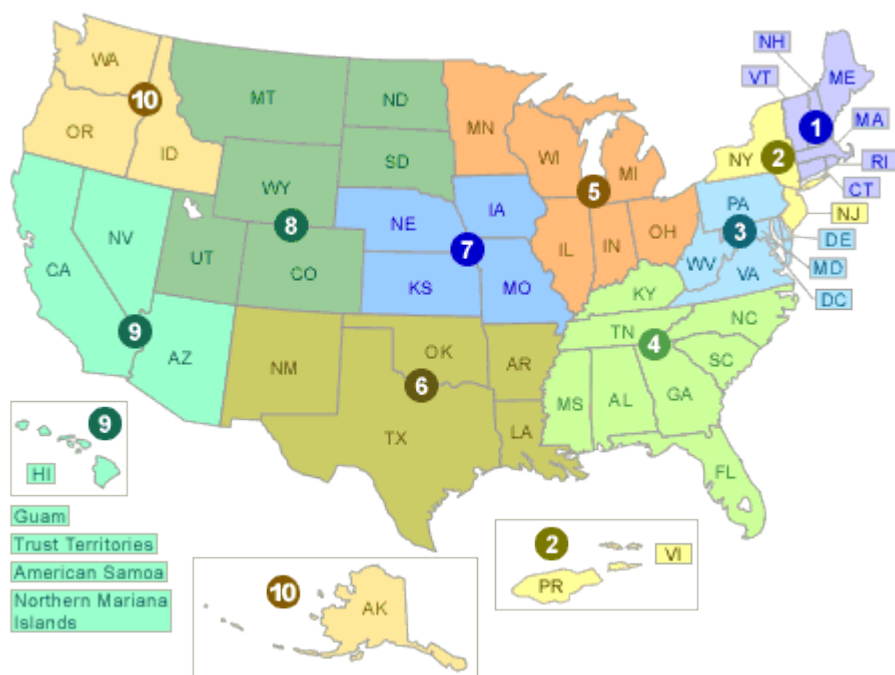 NH
WA
VT
ME
10
MT
ND
MN
MA
OR
1
ID
WI
NY
2
RI
SD
MI
CT
WY
5
PA
NJ
IA
NE
8
3
DE
NV
OH
7
IL
IN
UT
WV
MD
CA
CO
VA
KS
MO
KY
DC
NC
9
TN
4
OK
AZ
NM
AR
SC
6
MS
AL
GA
9
TX
LA
HI
FL
Guam
Trust Territories
2
VI
American Samoa
10
PR
Northern Mariana
Islands
AK